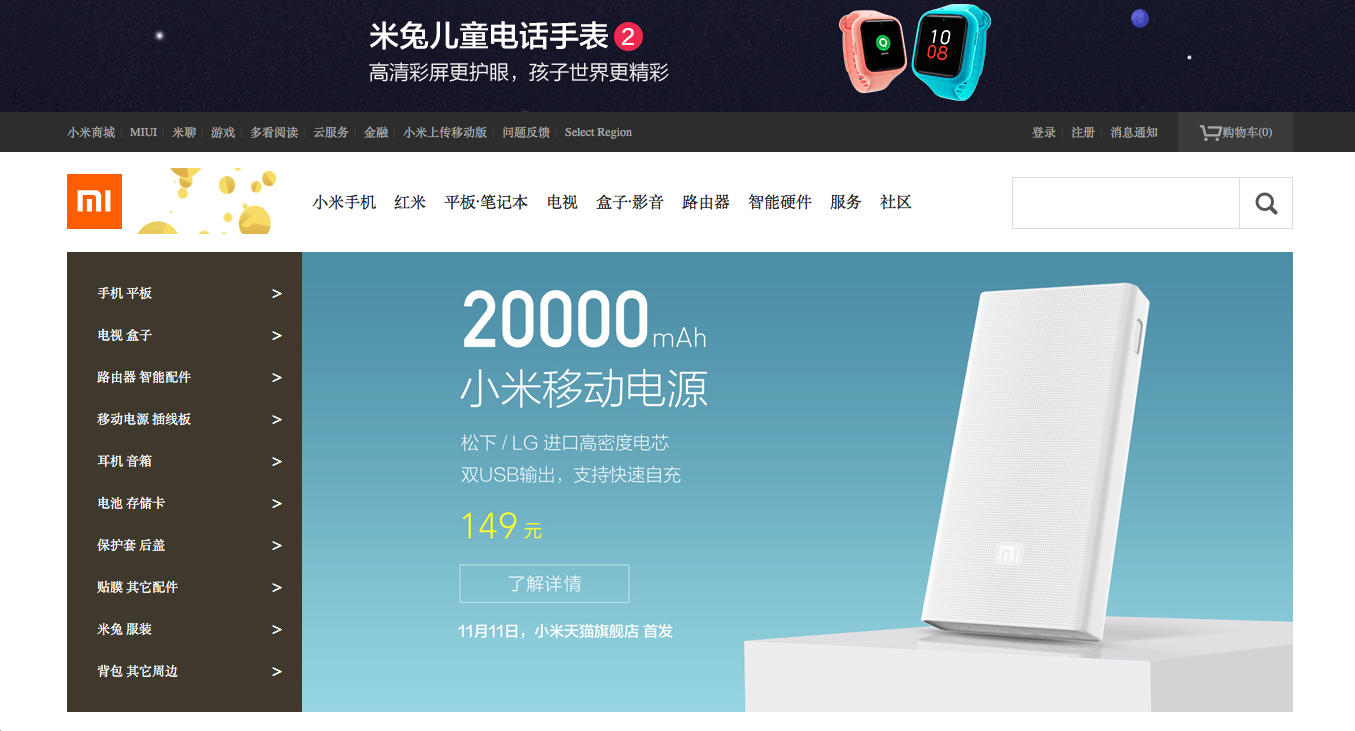 米兔儿童电话手表 2
高清彩屏更护眼，孩子世界更精彩
10
08
小米商城 | MIUI | 米聊 | 游戏 | 多看阅读 | 云服务 | 金融 | 小米上传移动版 | 问题反馈 | Select Region
登录 | 注册 | 消息通知 购物车(0)
mi 小米手机 红米 平板·笔记本 电视 盒子·影音 路由器 智能硬件 服务 社区
手机 平板 >
电视 盒子 >
路由器 智能配件 >
移动电源 插线板 >
耳机 音箱 >
电池 存储卡 >
保护套 后盖 >
贴膜 其它配件 >
米兔 服装 >
背包 其它周边 >
20000mAh
小米移动电源
松下 / LG 进口高密度电芯
双USB输出，支持快速自充
149 元
了解详情
11月11日，小米天猫旗舰店 首发
mi